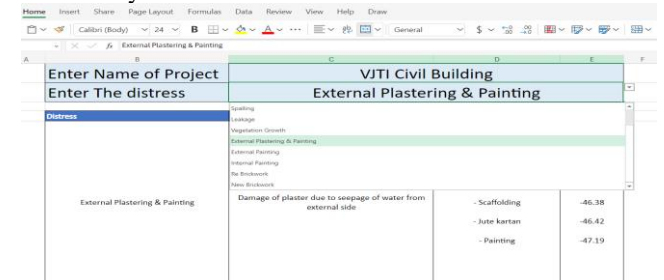 Home Insert Share Page Layout Formulas Data Review View Help Draw
Calibri (Body) 24 B A General $
fx External Plastering & Painting
A B C D E F
Enter Name of Project VJTI Civil Building
Enter The distress External Plastering & Painting
Distress
Spalling
Leakage
Vegetation Growth
External Plastering & Painting
External Painting
Internal Painting
Re Brickwork
New Brickwork
External Plastering & Painting Damage of plaster due to seepage of water from external side - Scaffolding -46.38
- Jute kartan -46.42
- Painting -47.19